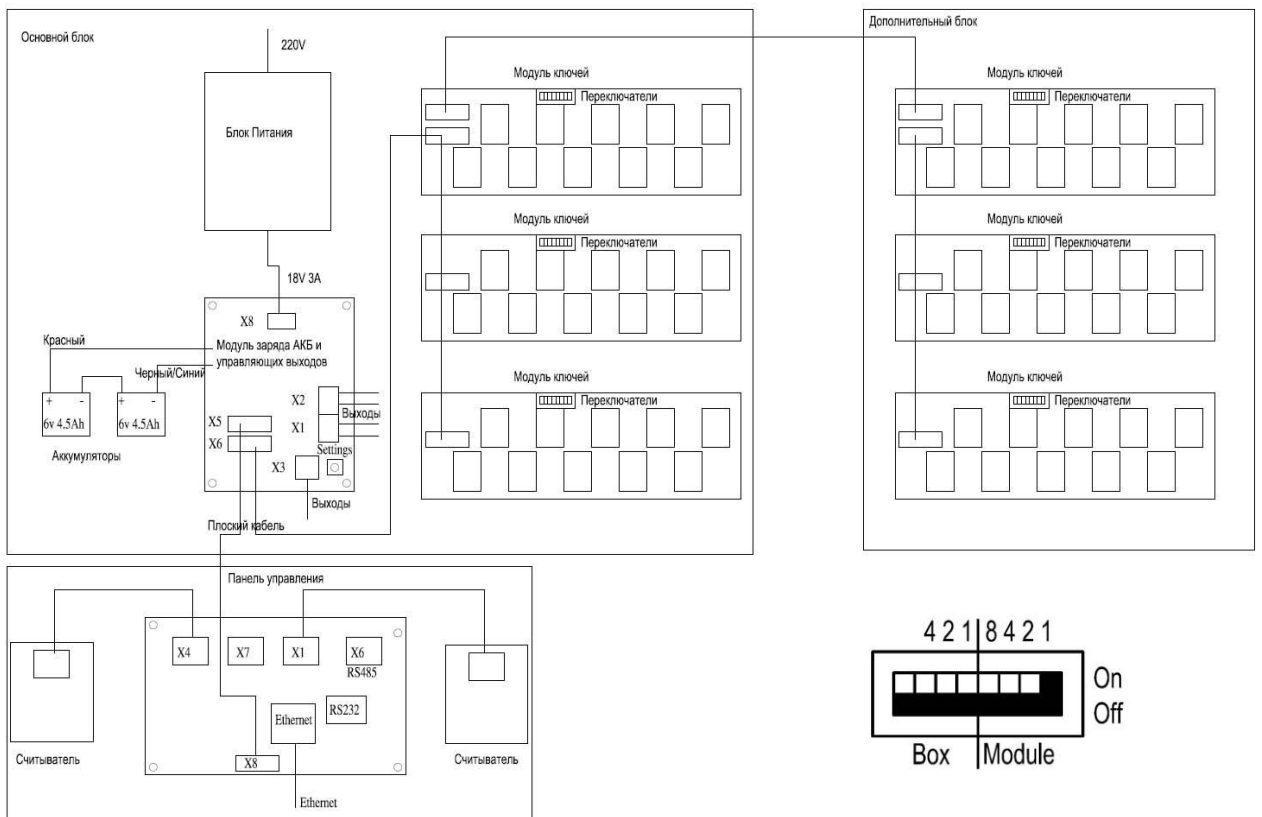 Основной блок
220V
Блок Питания
18V 3A
X8
Модуль заряда АКБ и
управляющих выходов
Красный
Черный/Синий
+ -
6v 4.5Ah
+ -
6v 4.5Ah
Аккумуляторы
X5
X6
X2
X1
Выходы
Settings
X3
Выходы
Плоский кабель
Модуль ключей
Переключатели
Модуль ключей
Переключатели
Модуль ключей
Переключатели
Дополнительный блок
Модуль ключей
Переключатели
Модуль ключей
Переключатели
Модуль ключей
Переключатели
Панель управления
X4
X7
X1
X6
RS485
RS232
Ethernet
X8
Ethernet
Считыватель
Считыватель
4 2 1 8 4 2 1
On
Off
Box Module